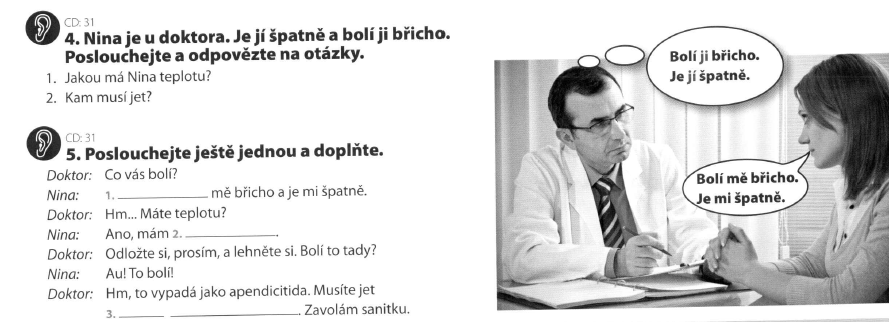 CD: 31
4. Nina je u doktora. Je jí špatně a bolí ji břicho.
Poslouchejte a odpovězte na otázky.
1. Jakou má Nina teplotu?
2. Kam musí jet?
CD: 31
5. Poslouchejte ještě jednou a doplňte.
Doktor: Co vás bolí?
Nina: 1. ____________ mě břicho a je mi špatně.
Doktor: Hm... Máte teplotu?
Nina: Ano, mám 2. ____________.
Doktor: Odložte si, prosím, a lehněte si. Bolí to tady?
Nina: Au! To bolí!
Doktor: Hm, to vypadá jako apendicitida. Musíte jet
3. ______ ________________. Zavolám sanitku.
Bolí ji břicho.
Je jí špatně.
Bolí mě břicho.
Je mi špatně.